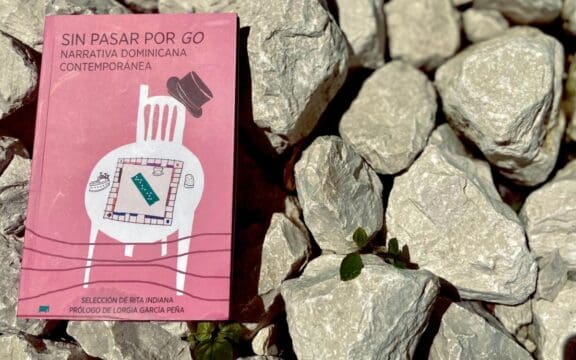 SIN PASAR POR GO
NARRATIVA DOMINICANA
CONTEMPORÁNEA
SELECCIÓN DE RITA INDIANA
PRÓLOGO DE LORGIA GARCÍA PEÑA